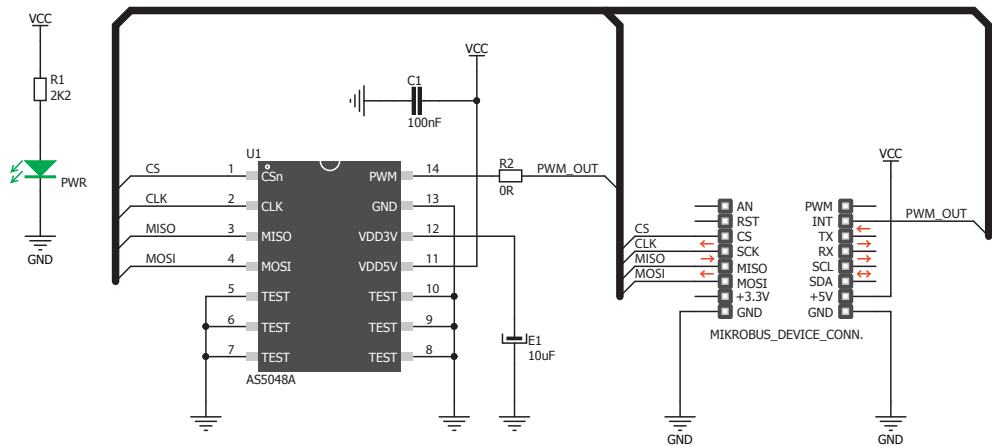 VCC
R1
2K2
PWR
GND
VCC
C1
100nF
U1
CS 1 CSn PWM 14 R2 PWM_OUT
0R
CLK 2 CLK GND 13
MISO 3 MISO VDD3V 12
MOSI 4 MOSI VDD5V 11
5 TEST TEST 10
6 TEST TEST 9
7 TEST TEST 8
AS5048A
E1
10uF
VCC
AN PWM
RST INT PWM_OUT
CS CS TX
CLK SCK RX
MISO MISO SCL
MOSI MOSI SDA
+3.3V +5V
GND GND
MIKROBUS_DEVICE_CONN.
GND GND